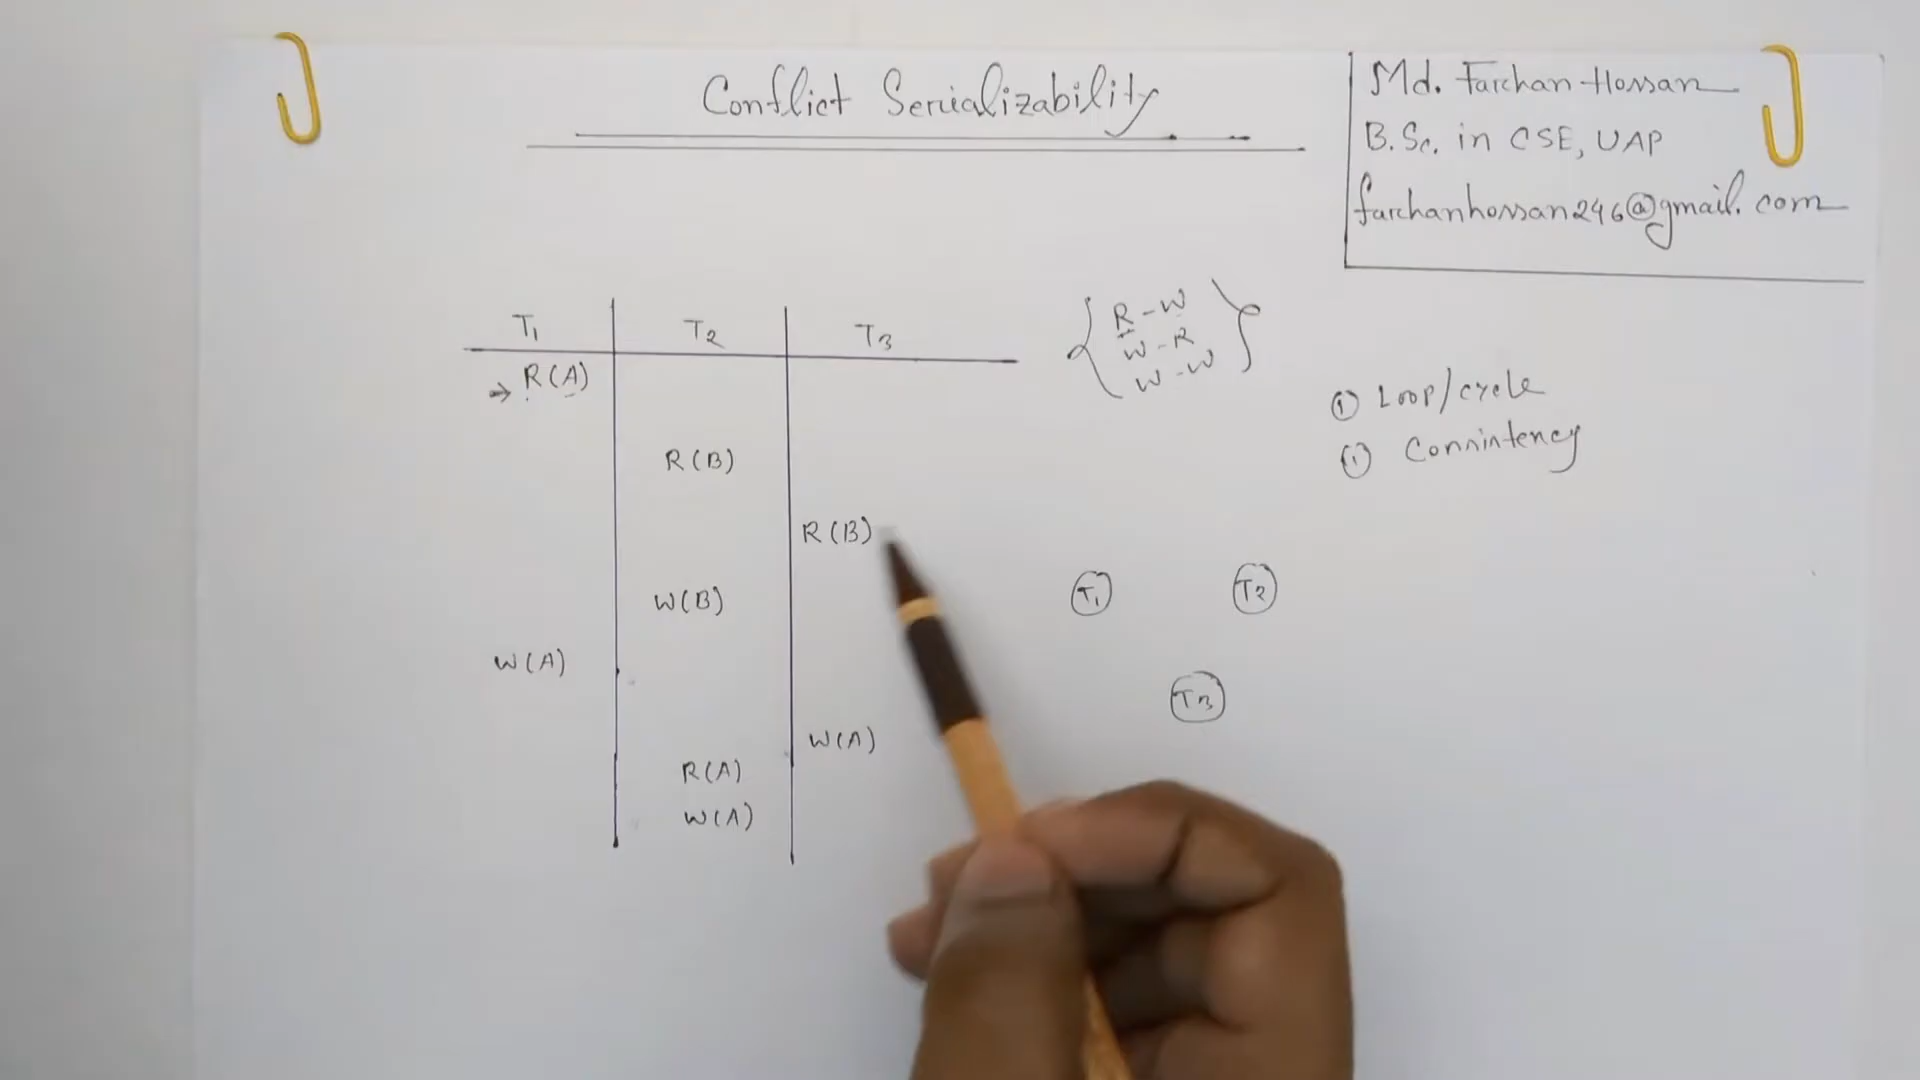 Conflict Serializability
Md. Farhan Hossan
B.Sc. in CSE, UAP
farhanhossan246@gmail.com
T1 T2 T3
→ R(A)
R(B)
R(B)
W(B)
W(A)
W(A)
R(A)
W(A)
R-W
W-R
W-W
① Loop/cycle
① Consistency
T1 T2
T3